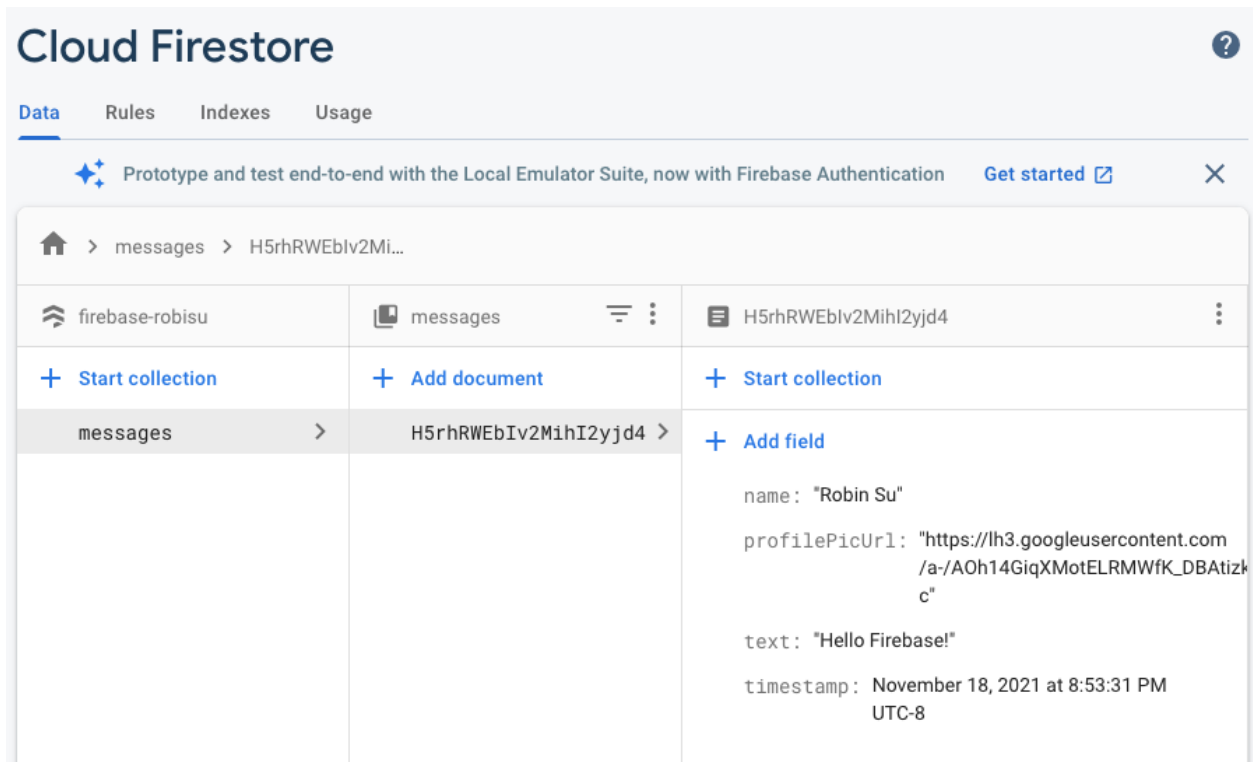 Cloud Firestore
Data Rules Indexes Usage
Prototype and test end-to-end with the Local Emulator Suite, now with Firebase Authentication Get started
messages H5rhRWEbIv2Mi...
firebase-robisu
messages
H5rhRWEbIv2MihI2yjd4
+ Start collection
+ Add document
+ Start collection
messages
H5rhRWEbIv2MihI2yjd4
+ Add field
name: "Robin Su"
profilePicUrl: "https://lh3.googleusercontent.com
/a-/AOh14GiqXMotELRMWfK_DBAtizk
c"
text: "Hello Firebase!"
timestamp: November 18, 2021 at 8:53:31 PM
UTC-8